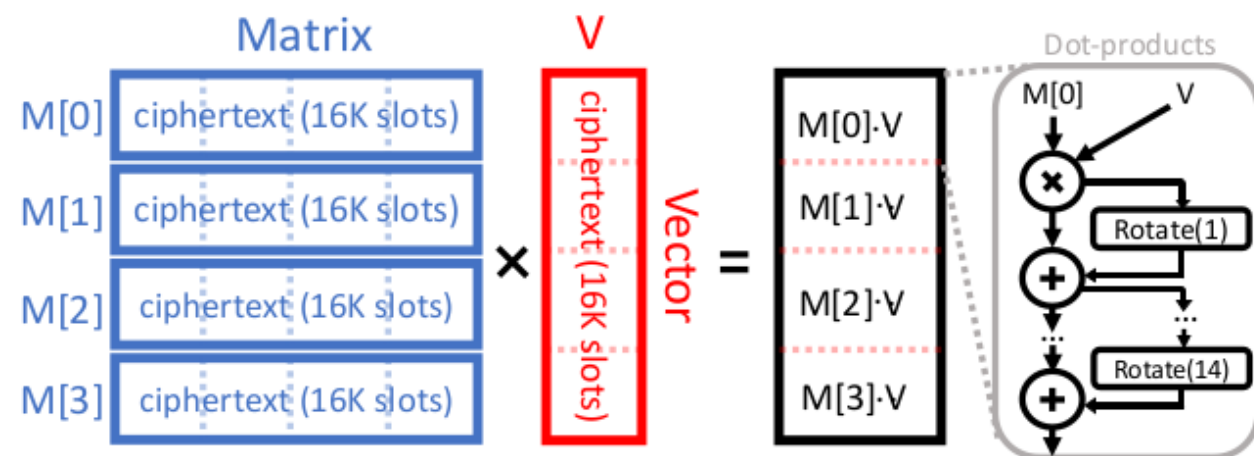 Matrix
V
Dot-products
M[0]
ciphertext (16K slots)
M[1]
ciphertext (16K slots)
M[2]
ciphertext (16K slots)
M[3]
ciphertext (16K slots)
×
ciphertext (16K slots)
Vector
=
M[0]·V
M[1]·V
M[2]·V
M[3]·V
M[0]
V
×
Rotate(1)
+
...
...
Rotate(14)
+